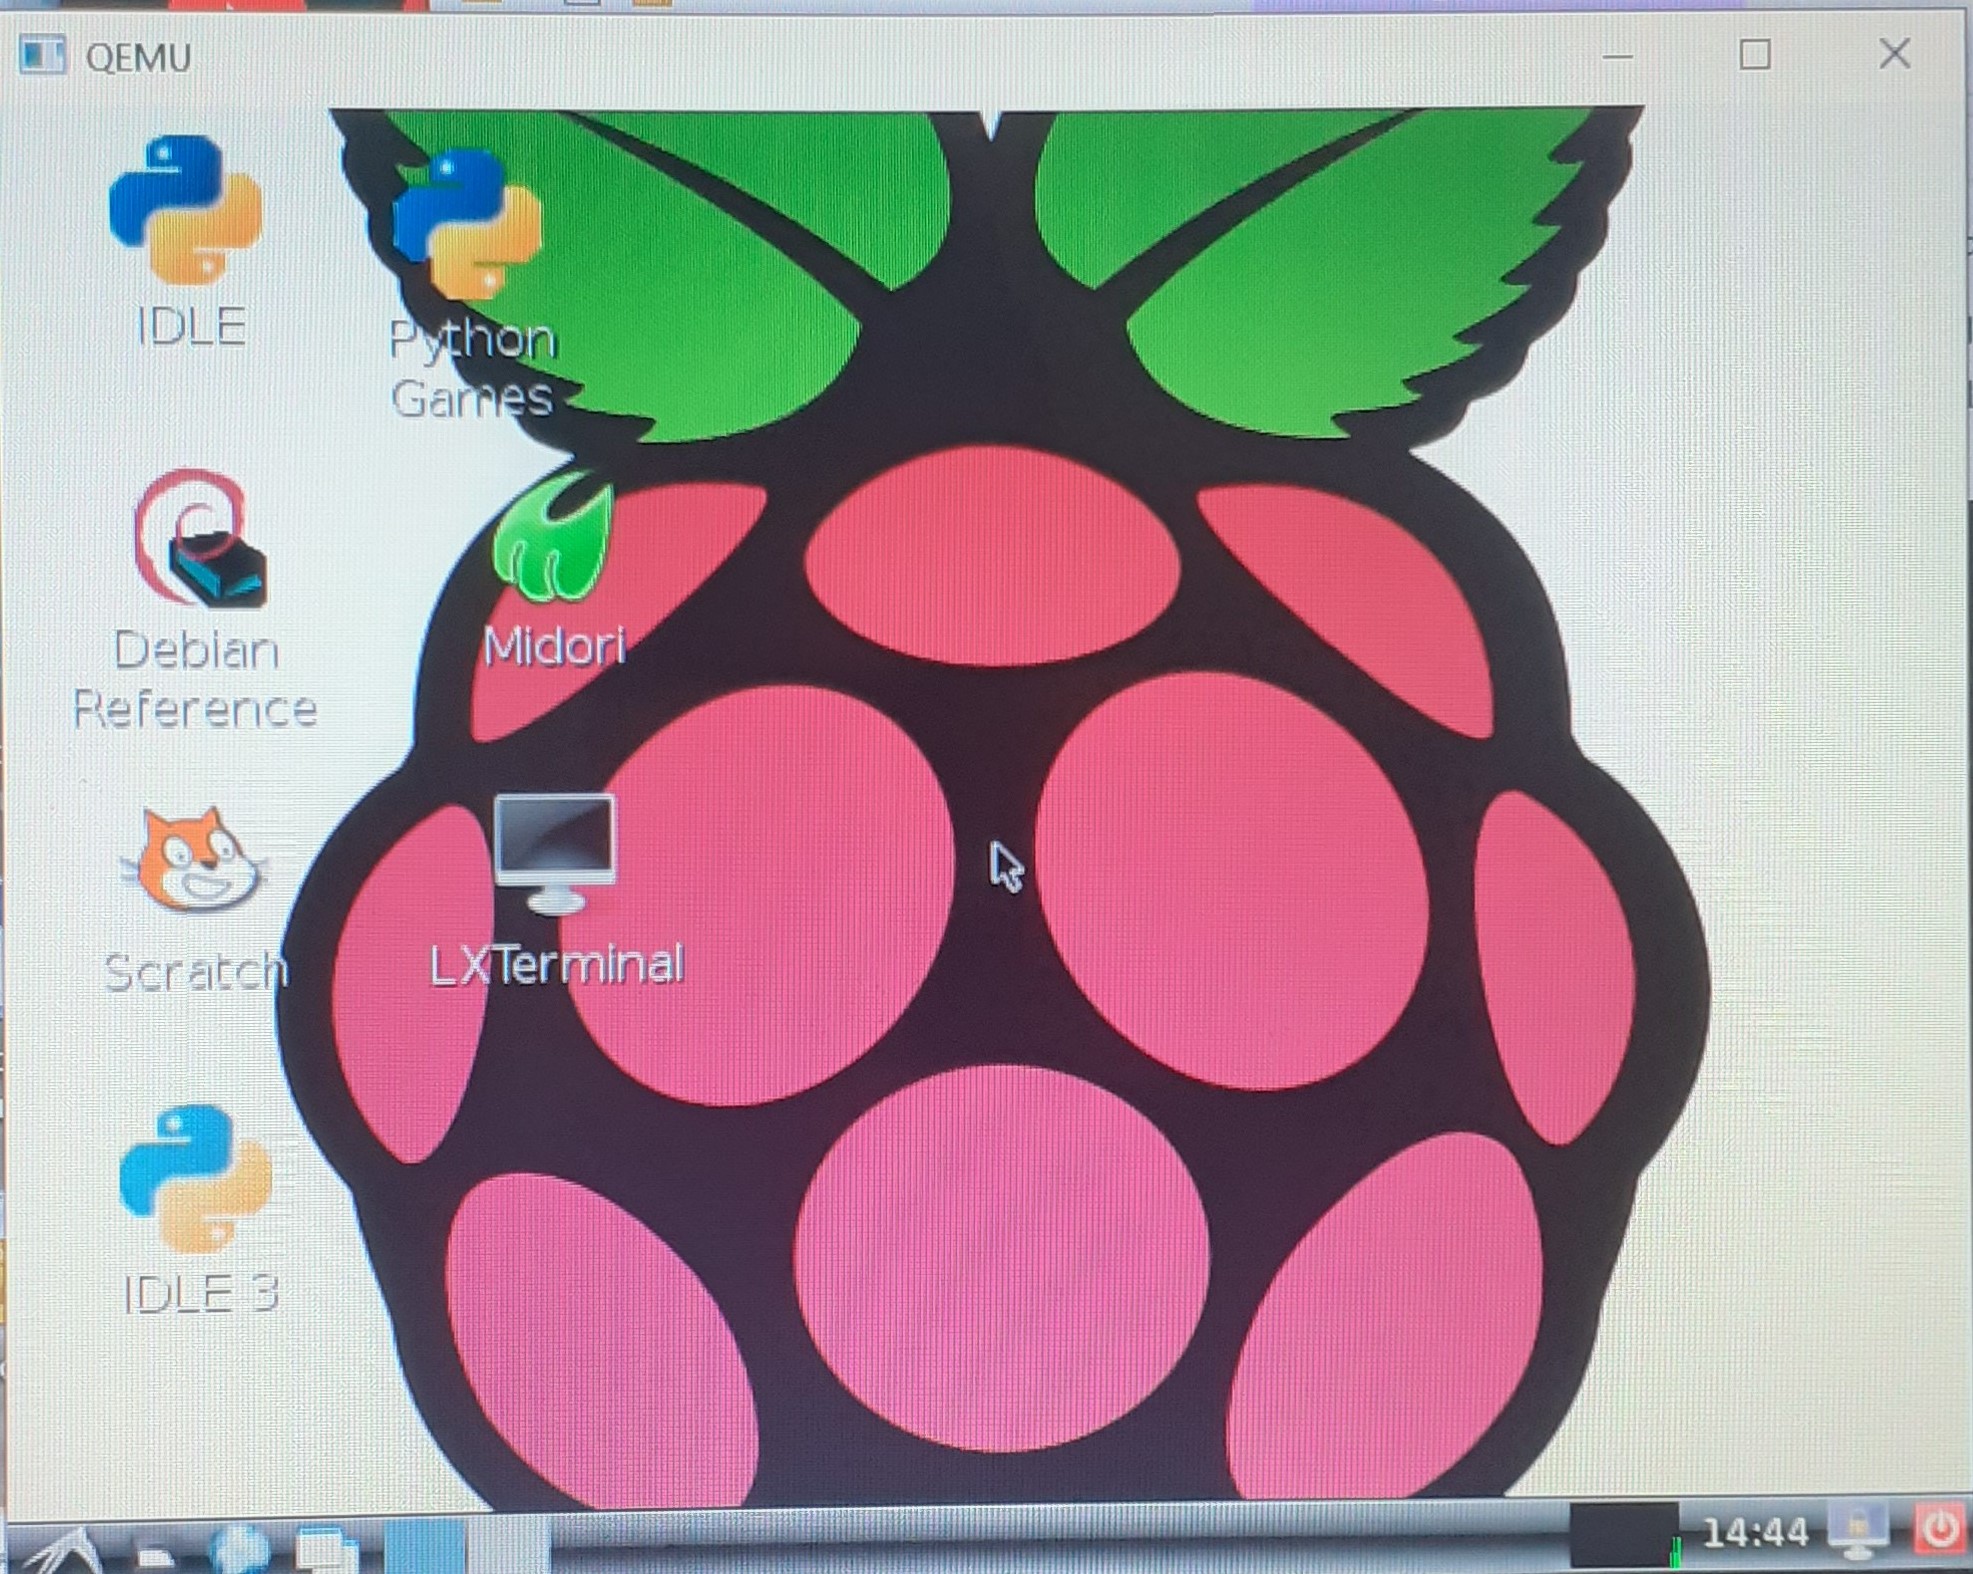 QEMU
IDLE
Python
Games
Debian
Reference
Midori
Scratch
LXTerminal
IDLE 3
14:44